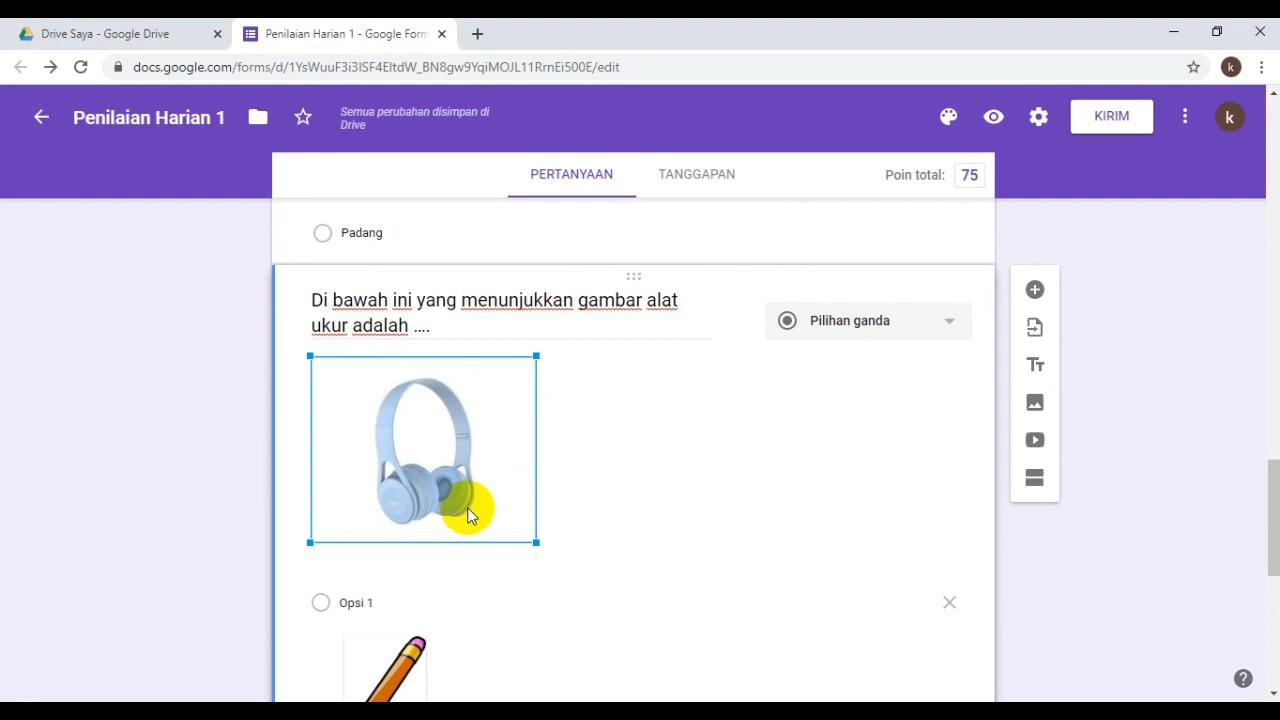 Drive Saya - Google Drive
Penilaian Harian 1 - Google Form
docs.google.com/forms/d/1YsWuuF3i3ISF4EItdW_BN8gw9YqiMOJL11RrnEi500E/edit
k
Penilaian Harian 1
Semua perubahan disimpan di
Drive
KIRIM
k
PERTANYAAN
TANGGAPAN
Poin total:
75
Padang
Di bawah ini yang menunjukkan gambar alat
ukur adalah ....
Pilihan ganda
Tт
Opsi 1